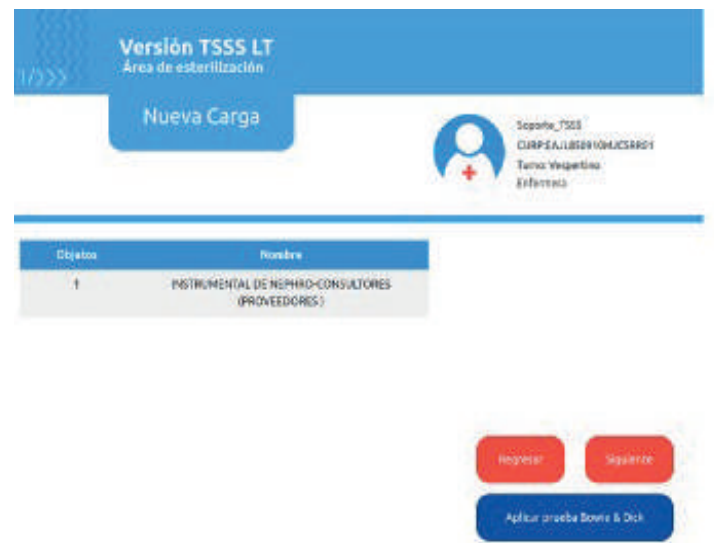 1/>>>
Versión TSSS LT
Área de esterilización
Nueva Carga
Soporte_TSSS
Turno: Vespertino
Enfermera
Objetos Nombre
1 INSTRUMENTAL DE NEPHRO-CONSULTORES
(PROVEEDORES )
Regresar Siguiente
Aplicar prueba Bowie & Dick